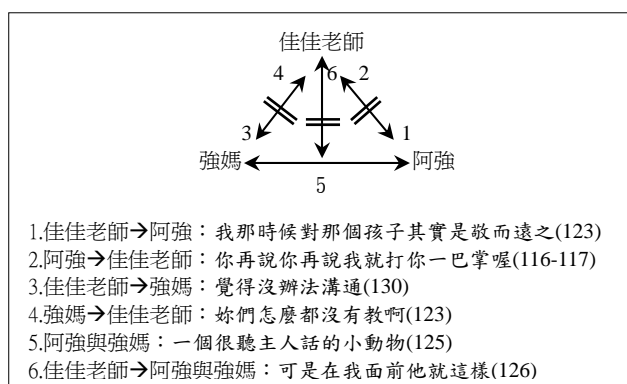 佳佳老師
4 6 2
3 1
強媽 阿強
5
1.佳佳老師→阿強：我那時候對那個孩子其實是敬而遠之(123)
2.阿強→佳佳老師：你再說你再說我就打你一巴掌喔(116-117)
3.佳佳老師→強媽：覺得沒辦法溝通(130)
4.強媽→佳佳老師：妳們怎麼都沒有教啊(123)
5.阿強與強媽：一個很聽主人話的小動物(125)
6.佳佳老師→阿強與強媽：可是在我面前他就這樣(126)